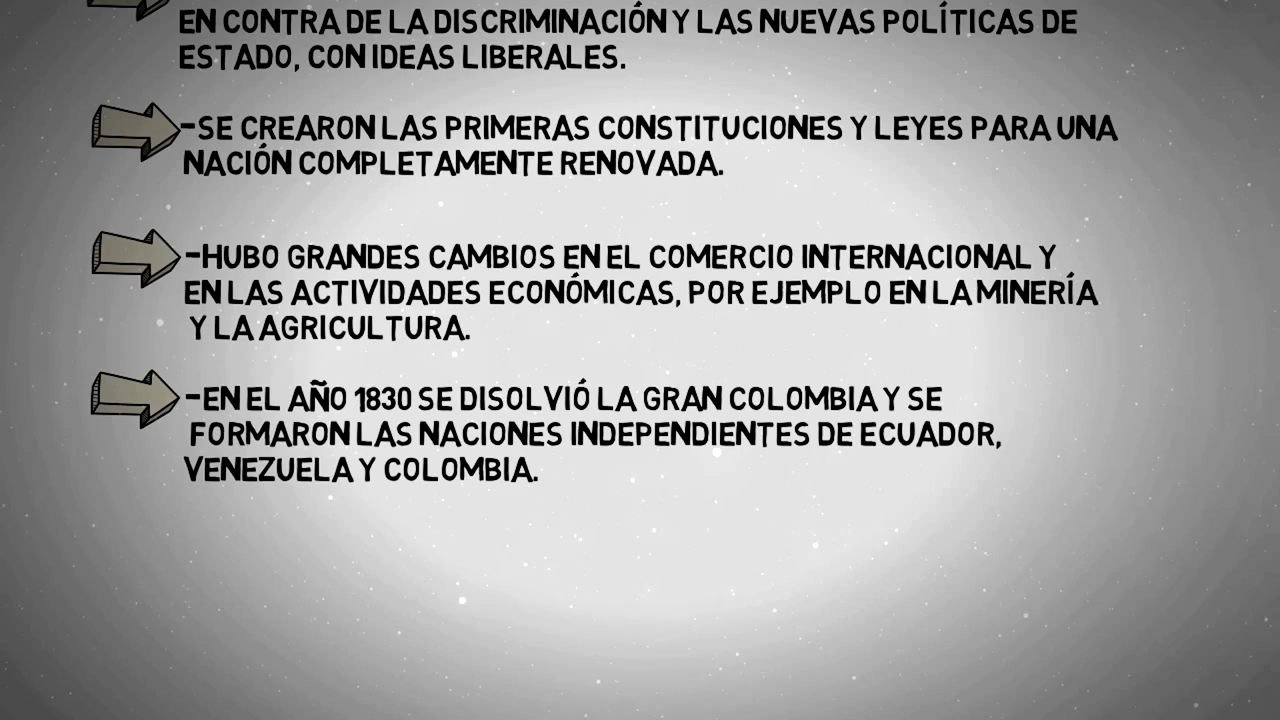 EN CONTRA DE LA DISCRIMINACIÓN Y LAS NUEVAS POLÍTICAS DE
ESTADO, CON IDEAS LIBERALES.
-SE CREARON LAS PRIMERAS CONSTITUCIONES Y LEYES PARA UNA
NACIÓN COMPLETAMENTE RENOVADA.
-HUBO GRANDES CAMBIOS EN EL COMERCIO INTERNACIONAL Y
EN LAS ACTIVIDADES ECONÓMICAS, POR EJEMPLO EN LA MINERÍA
Y LA AGRICULTURA.
-EN EL AÑO 1830 SE DISOLVIÓ LA GRAN COLOMBIA Y SE
FORMARON LAS NACIONES INDEPENDIENTES DE ECUADOR,
VENEZUELA Y COLOMBIA.